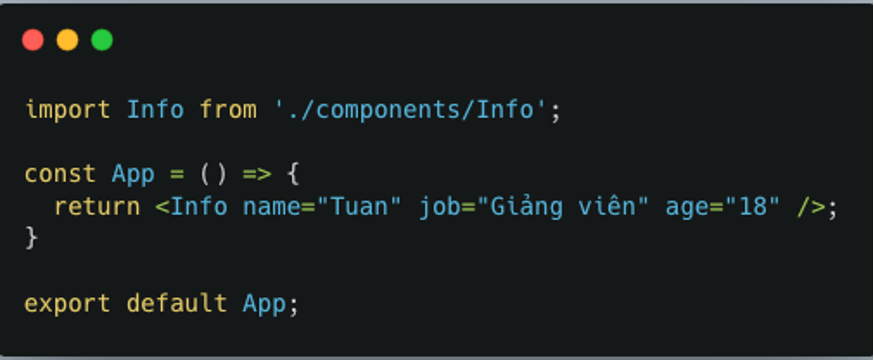 import Info from './components/Info';
const App = () => {
return <Info name="Tuan" job="Giảng viên" age="18" />;
}
export default App;